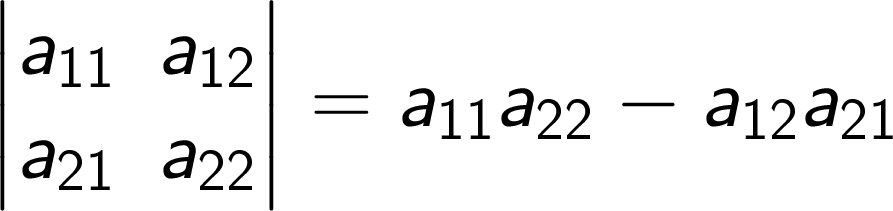 | a₁₁ a₁₂ |
| a₂₁ a₂₂ | = a₁₁a₂₂ − a₁₂a₂₁